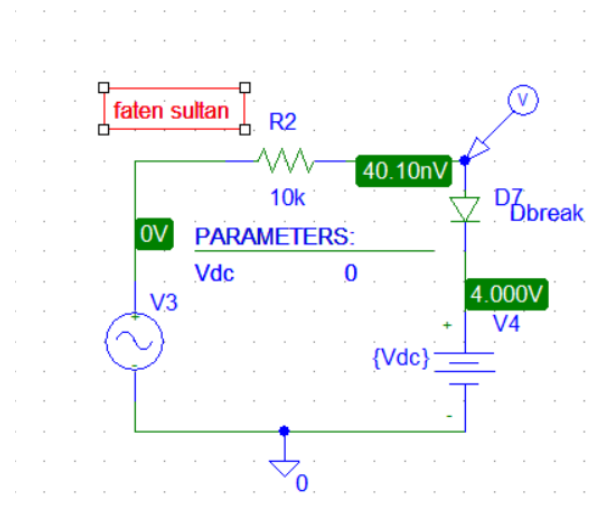 faten sultan
R2
V
40.10nV
10k
D7
Dbreak
0V
PARAMETERS:
Vdc 0
4.000V
V3
V4
+
+
{Vdc}
-
-
0